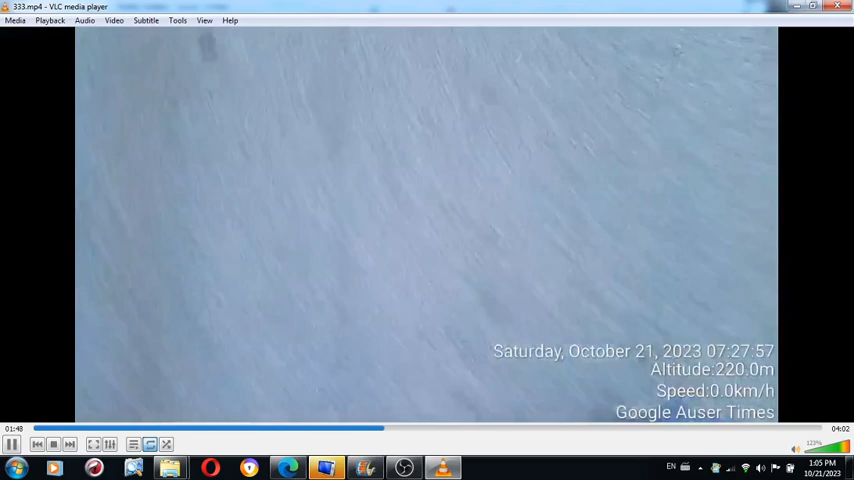 333.mp4 - VLC media player
Media Playback Audio Video Subtitle Tools View Help
Saturday, October 21, 2023 07:27:57
Altitude:220.0m
Speed:0.0km/h
Google Auser Times
01:48
04:02
123%
EN
1:05 PM
10/21/2023